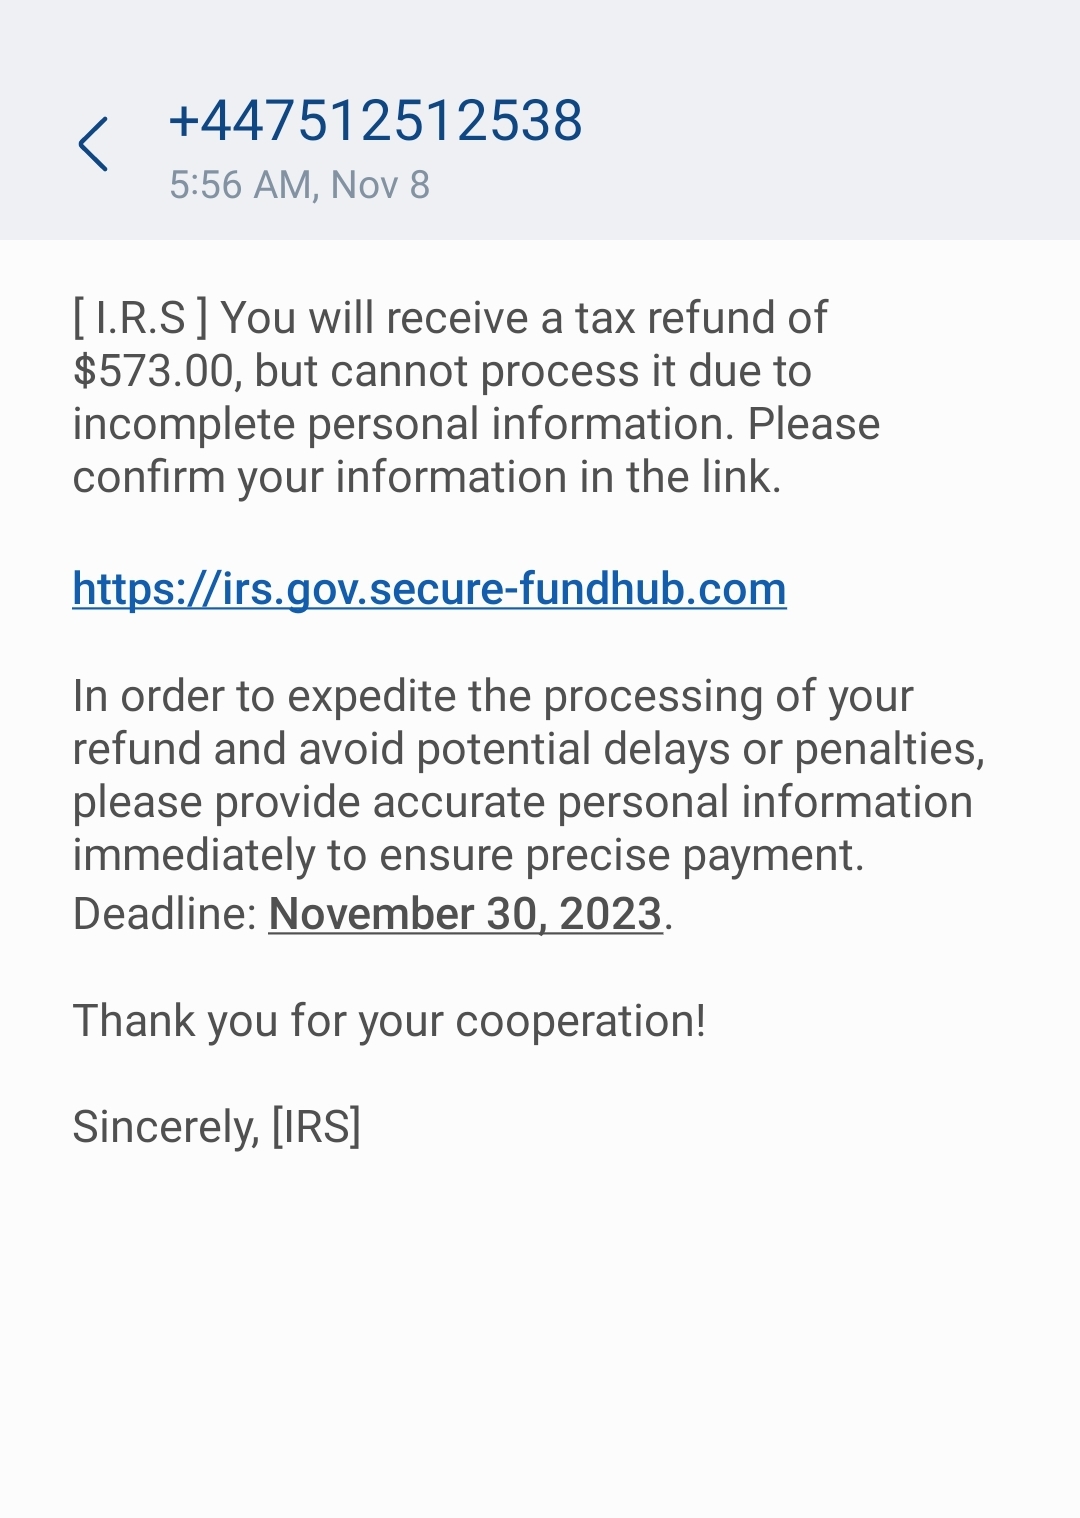 +447512512538
5:56 AM, Nov 8
[ I.R.S ] You will receive a tax refund of
$573.00, but cannot process it due to
incomplete personal information. Please
confirm your information in the link.
https://irs.gov.secure-fundhub.com
In order to expedite the processing of your
refund and avoid potential delays or penalties,
please provide accurate personal information
immediately to ensure precise payment.
Deadline: November 30, 2023.
Thank you for your cooperation!
Sincerely, [IRS]